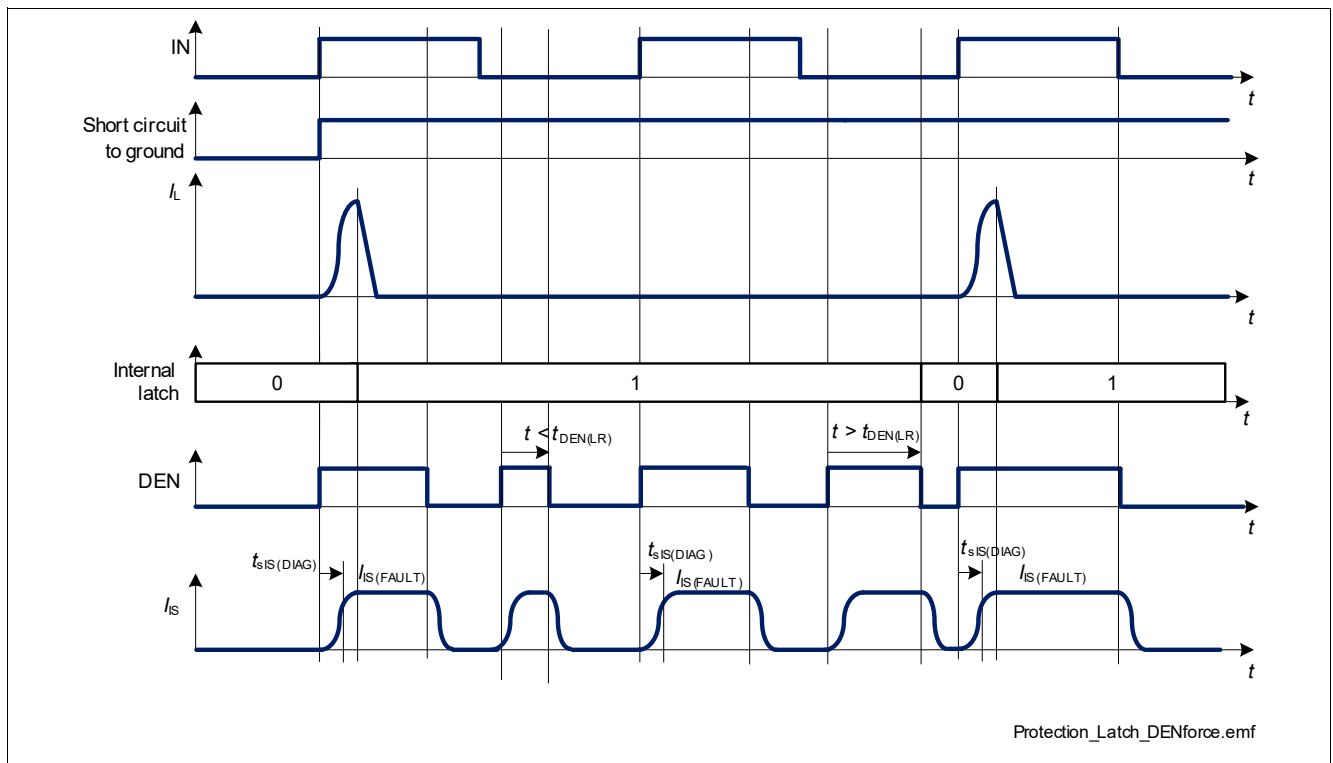 IN
t
Short circuit
to ground
t
IL
t
Internal
latch
0
1
0
1
t
t < tDEN(LR)
t > tDEN(LR)
DEN
t
tsIS(DIAG)
IIS(FAULT)
tsIS(DIAG)
IIS(FAULT)
tsIS(DIAG)
IIS(FAULT)
IIS
t
Protection_Latch_DENforce.emf